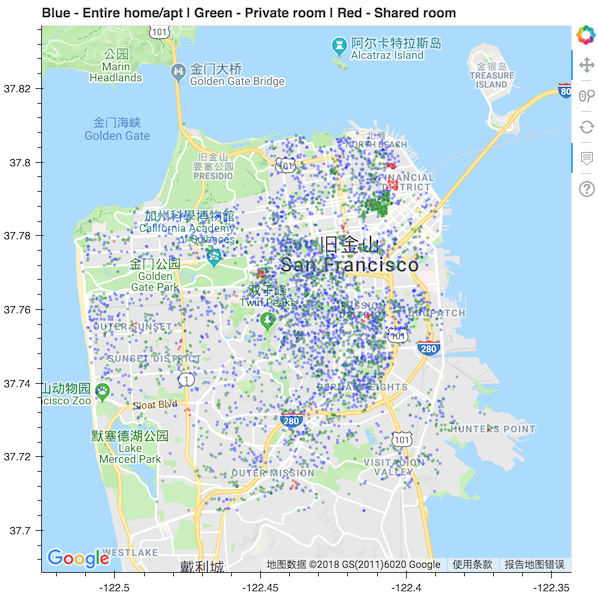 Blue - Entire home/apt | Green - Private room | Red - Shared room
101
阿尔卡特拉斯岛
Alcatraz Island
公园
Marin
Headlands
金门大桥
Golden Gate Bridge
金银岛
TREASURE
ISLAND
80
37.82
金门海峡
Golden Gate
北滩
NORTH BEACH
37.8
旧金山
要塞公园
PRESIDIO
101
FINANCIAL
DISTRICT
加州科學博物館
California Academy
of Sciences
37.78
旧金山
San Francisco
金门公园
Golden
Gate Park
双子峰
Twin Peaks
37.76
MISSION
DISTRICT
DOGPATCH
OUTER SUNSET
101
280
SUNSET DISTRICT
1
BERNAL HEIGHTS
37.74
山动物园
cisco Zoo
Sloat Blvd
280
HUNTERS POINT
默塞德湖公园
Lake
Merced Park
101
37.72
OUTER MISSION
VISITACION
VALLEY
37.7
WESTLAKE
戴利城
Google
地图数据 ©2018 GS(2011)6020 Google
使用条款
报告地图错误
-122.5
-122.45
-122.4
-122.35